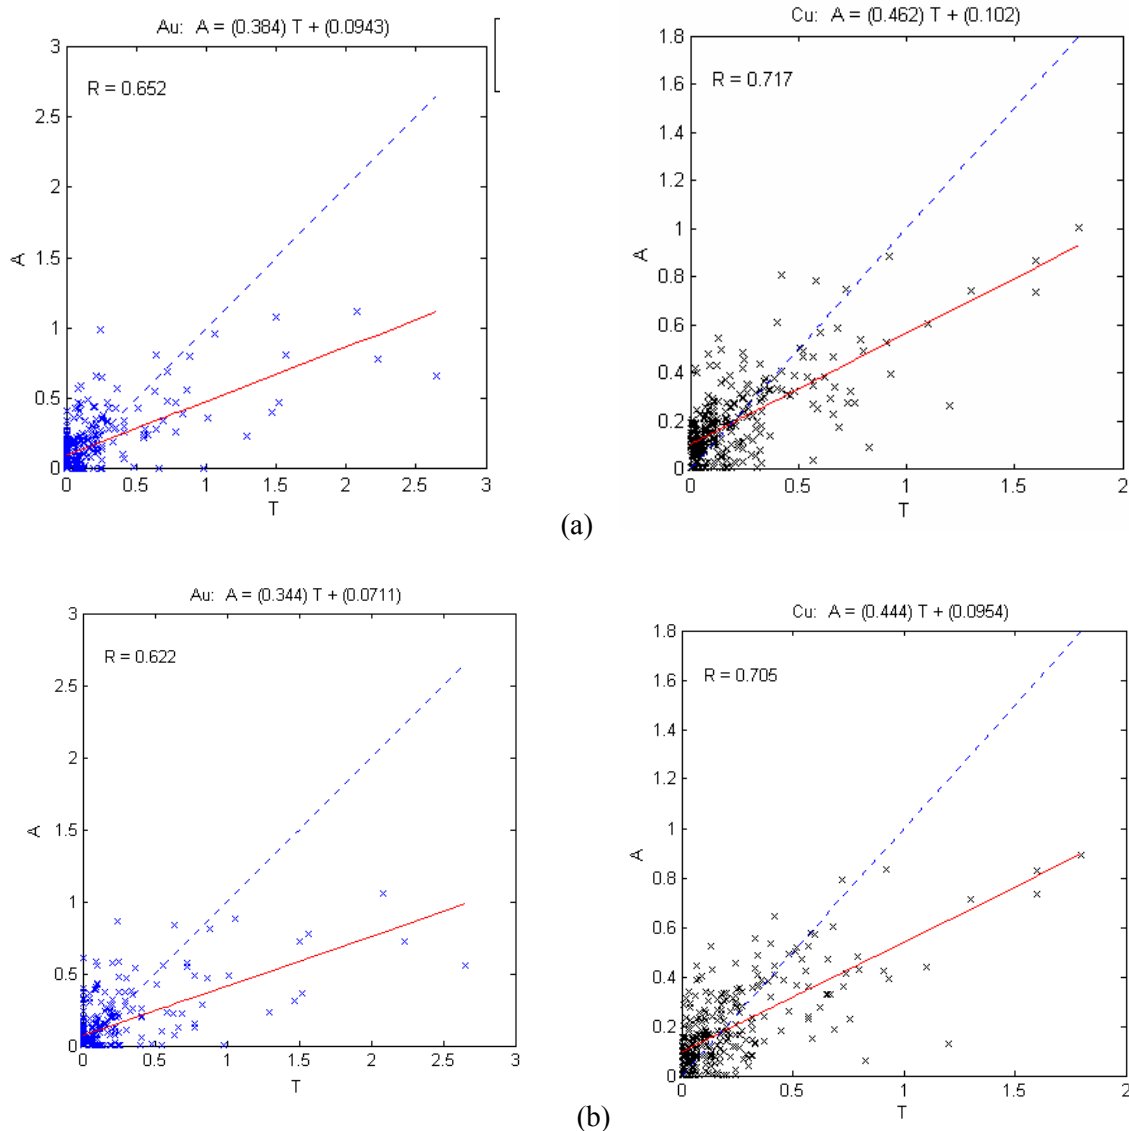 Au: A = (0.384) T + (0.0943)
R = 0.652
3
2.5
2
1.5
1
0.5
0
A
0 0.5 1 1.5 2 2.5 3
T
Cu: A = (0.462) T + (0.102)
R = 0.717
1.8
1.6
1.4
1.2
1
0.8
0.6
0.4
0.2
0
A
0 0.5 1 1.5 2
T
(a)
Au: A = (0.344) T + (0.0711)
R = 0.622
3
2.5
2
1.5
1
0.5
0
A
0 0.5 1 1.5 2 2.5 3
T
Cu: A = (0.444) T + (0.0954)
R = 0.705
1.8
1.6
1.4
1.2
1
0.8
0.6
0.4
0.2
0
A
0 0.5 1 1.5 2
T
(b)